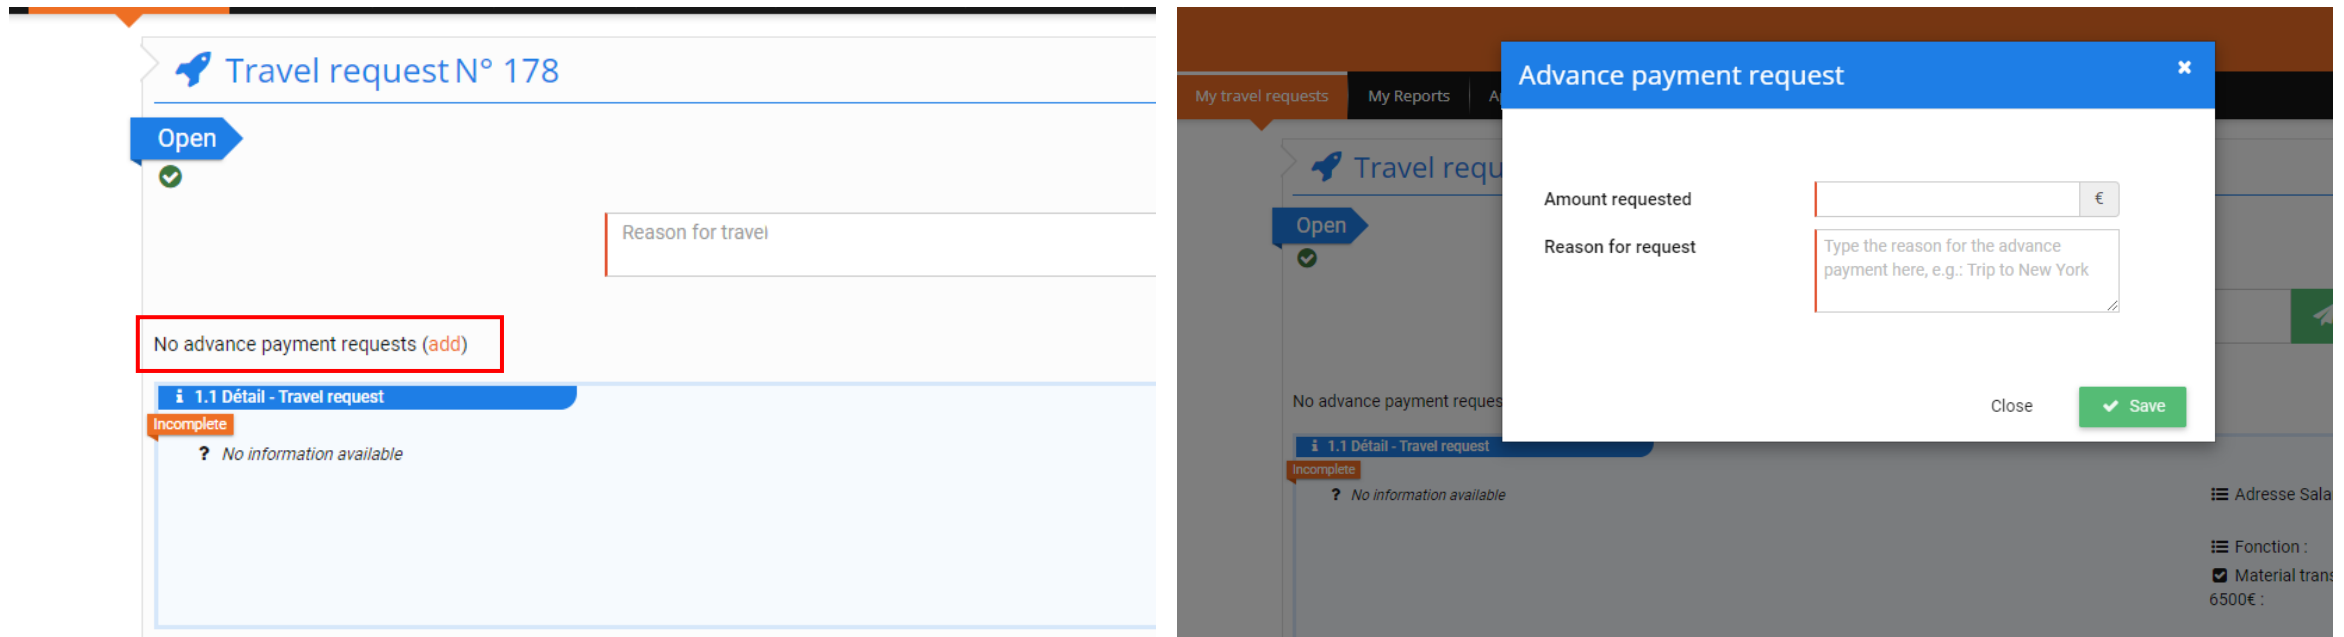 Travel request N° 178
Open
Reason for travel
No advance payment requests (add)
1.1 Détail - Travel request
Incomplete
? No information available
Advance payment request
My travel requests
My Reports
Travel requ
Open
Amount requested
€
Reason for request
Type the reason for the advance
payment here, e.g.: Trip to New York
No advance payment reques
Close
Save
1.1 Détail - Travel request
Incomplete
? No information available
Adresse Sala
Fonction :
Material trans
6500€ :